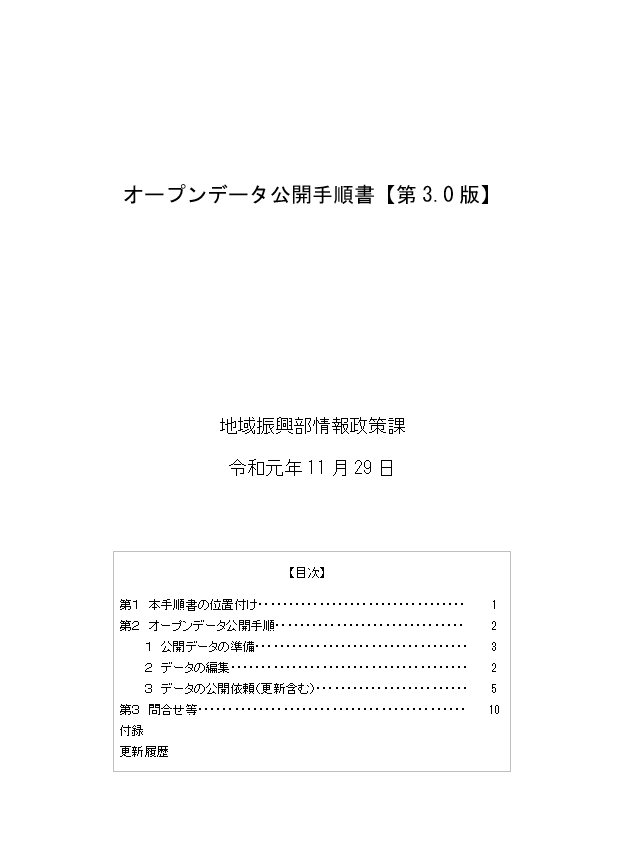 オープンデータ公開手順書【第 3.0 版】
地域振興部情報政策課
令和元年 11 月 29 日
【目次】
第1 本手順書の位置付け・・・・・・・・・・・・・・・・・・・・・・・・・・・・・・・・・・ 1
第2 オープンデータ公開手順・・・・・・・・・・・・・・・・・・・・・・・・・・・・・・・ 2
1 公開データの準備・・・・・・・・・・・・・・・・・・・・・・・・・・・・・・・・・・・ 3
2 データの編集・・・・・・・・・・・・・・・・・・・・・・・・・・・・・・・・・・・・・・・ 2
3 データの公開依頼(更新含む)・・・・・・・・・・・・・・・・・・・・・・・・・ 5
第3 問合せ等・・・・・・・・・・・・・・・・・・・・・・・・・・・・・・・・・・・・・・・・・・・・ 10
付録
更新履歴